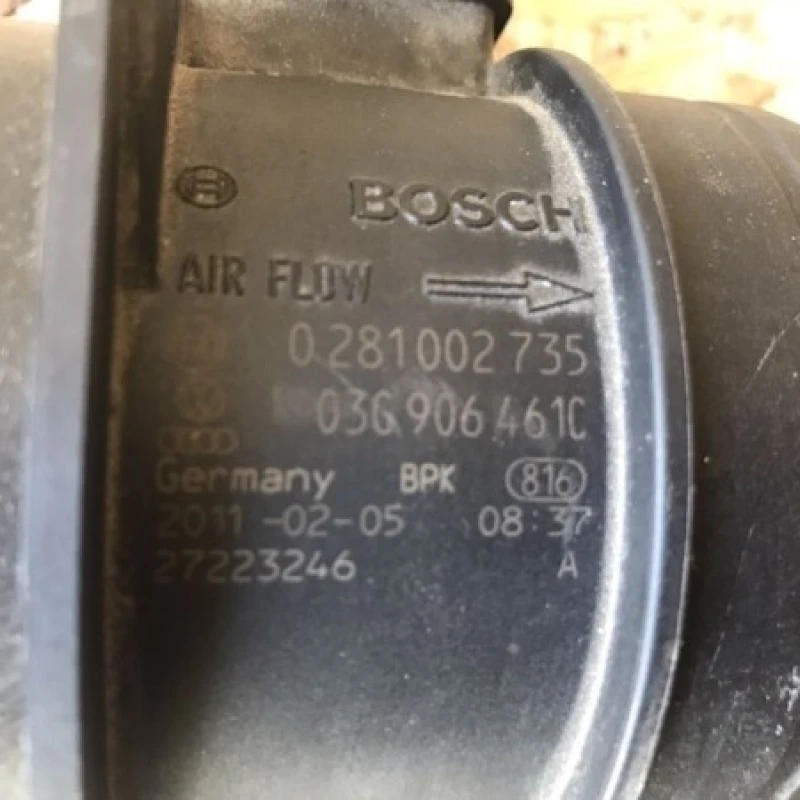 BOSCH
AIR FLOW
0 281 002 735
03G 906 461C
Germany BPK 816
2011-02-05 08:37
27223246 A